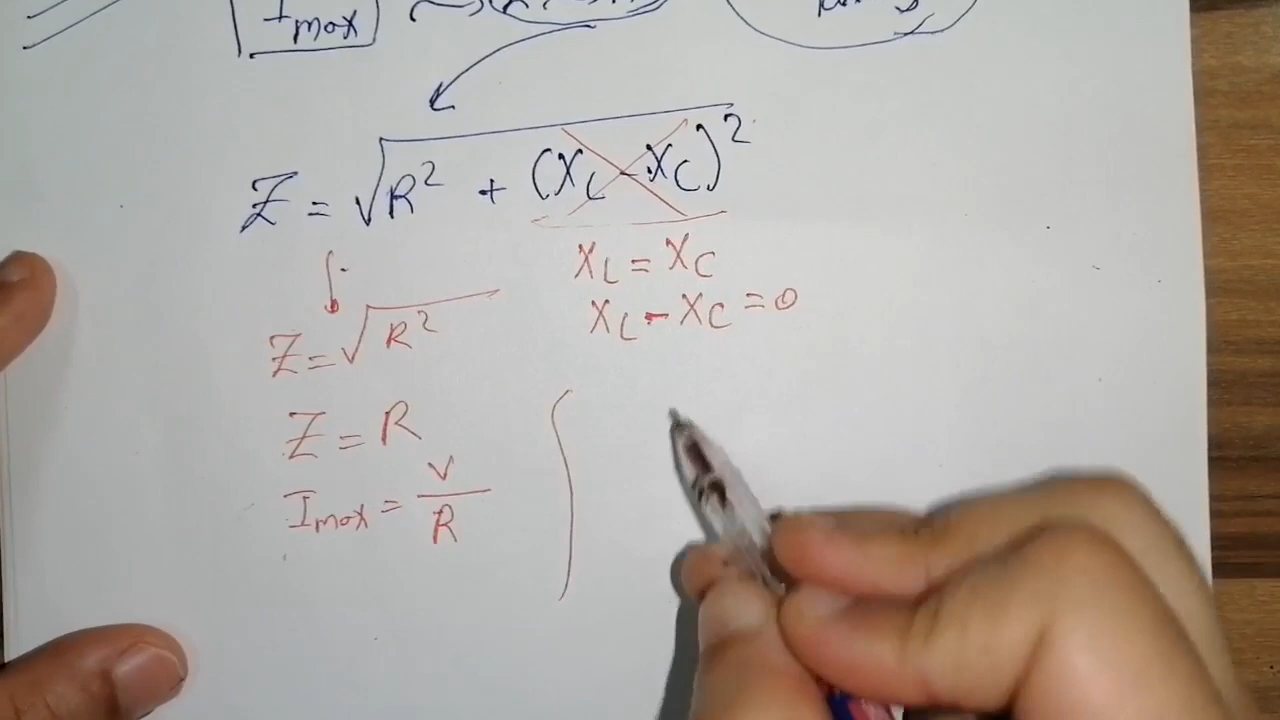 Imax
Z = √R² + (XL - XC)²
XL = XC
XL - XC = 0
Z = √R²
Z = R
Imax = V/R